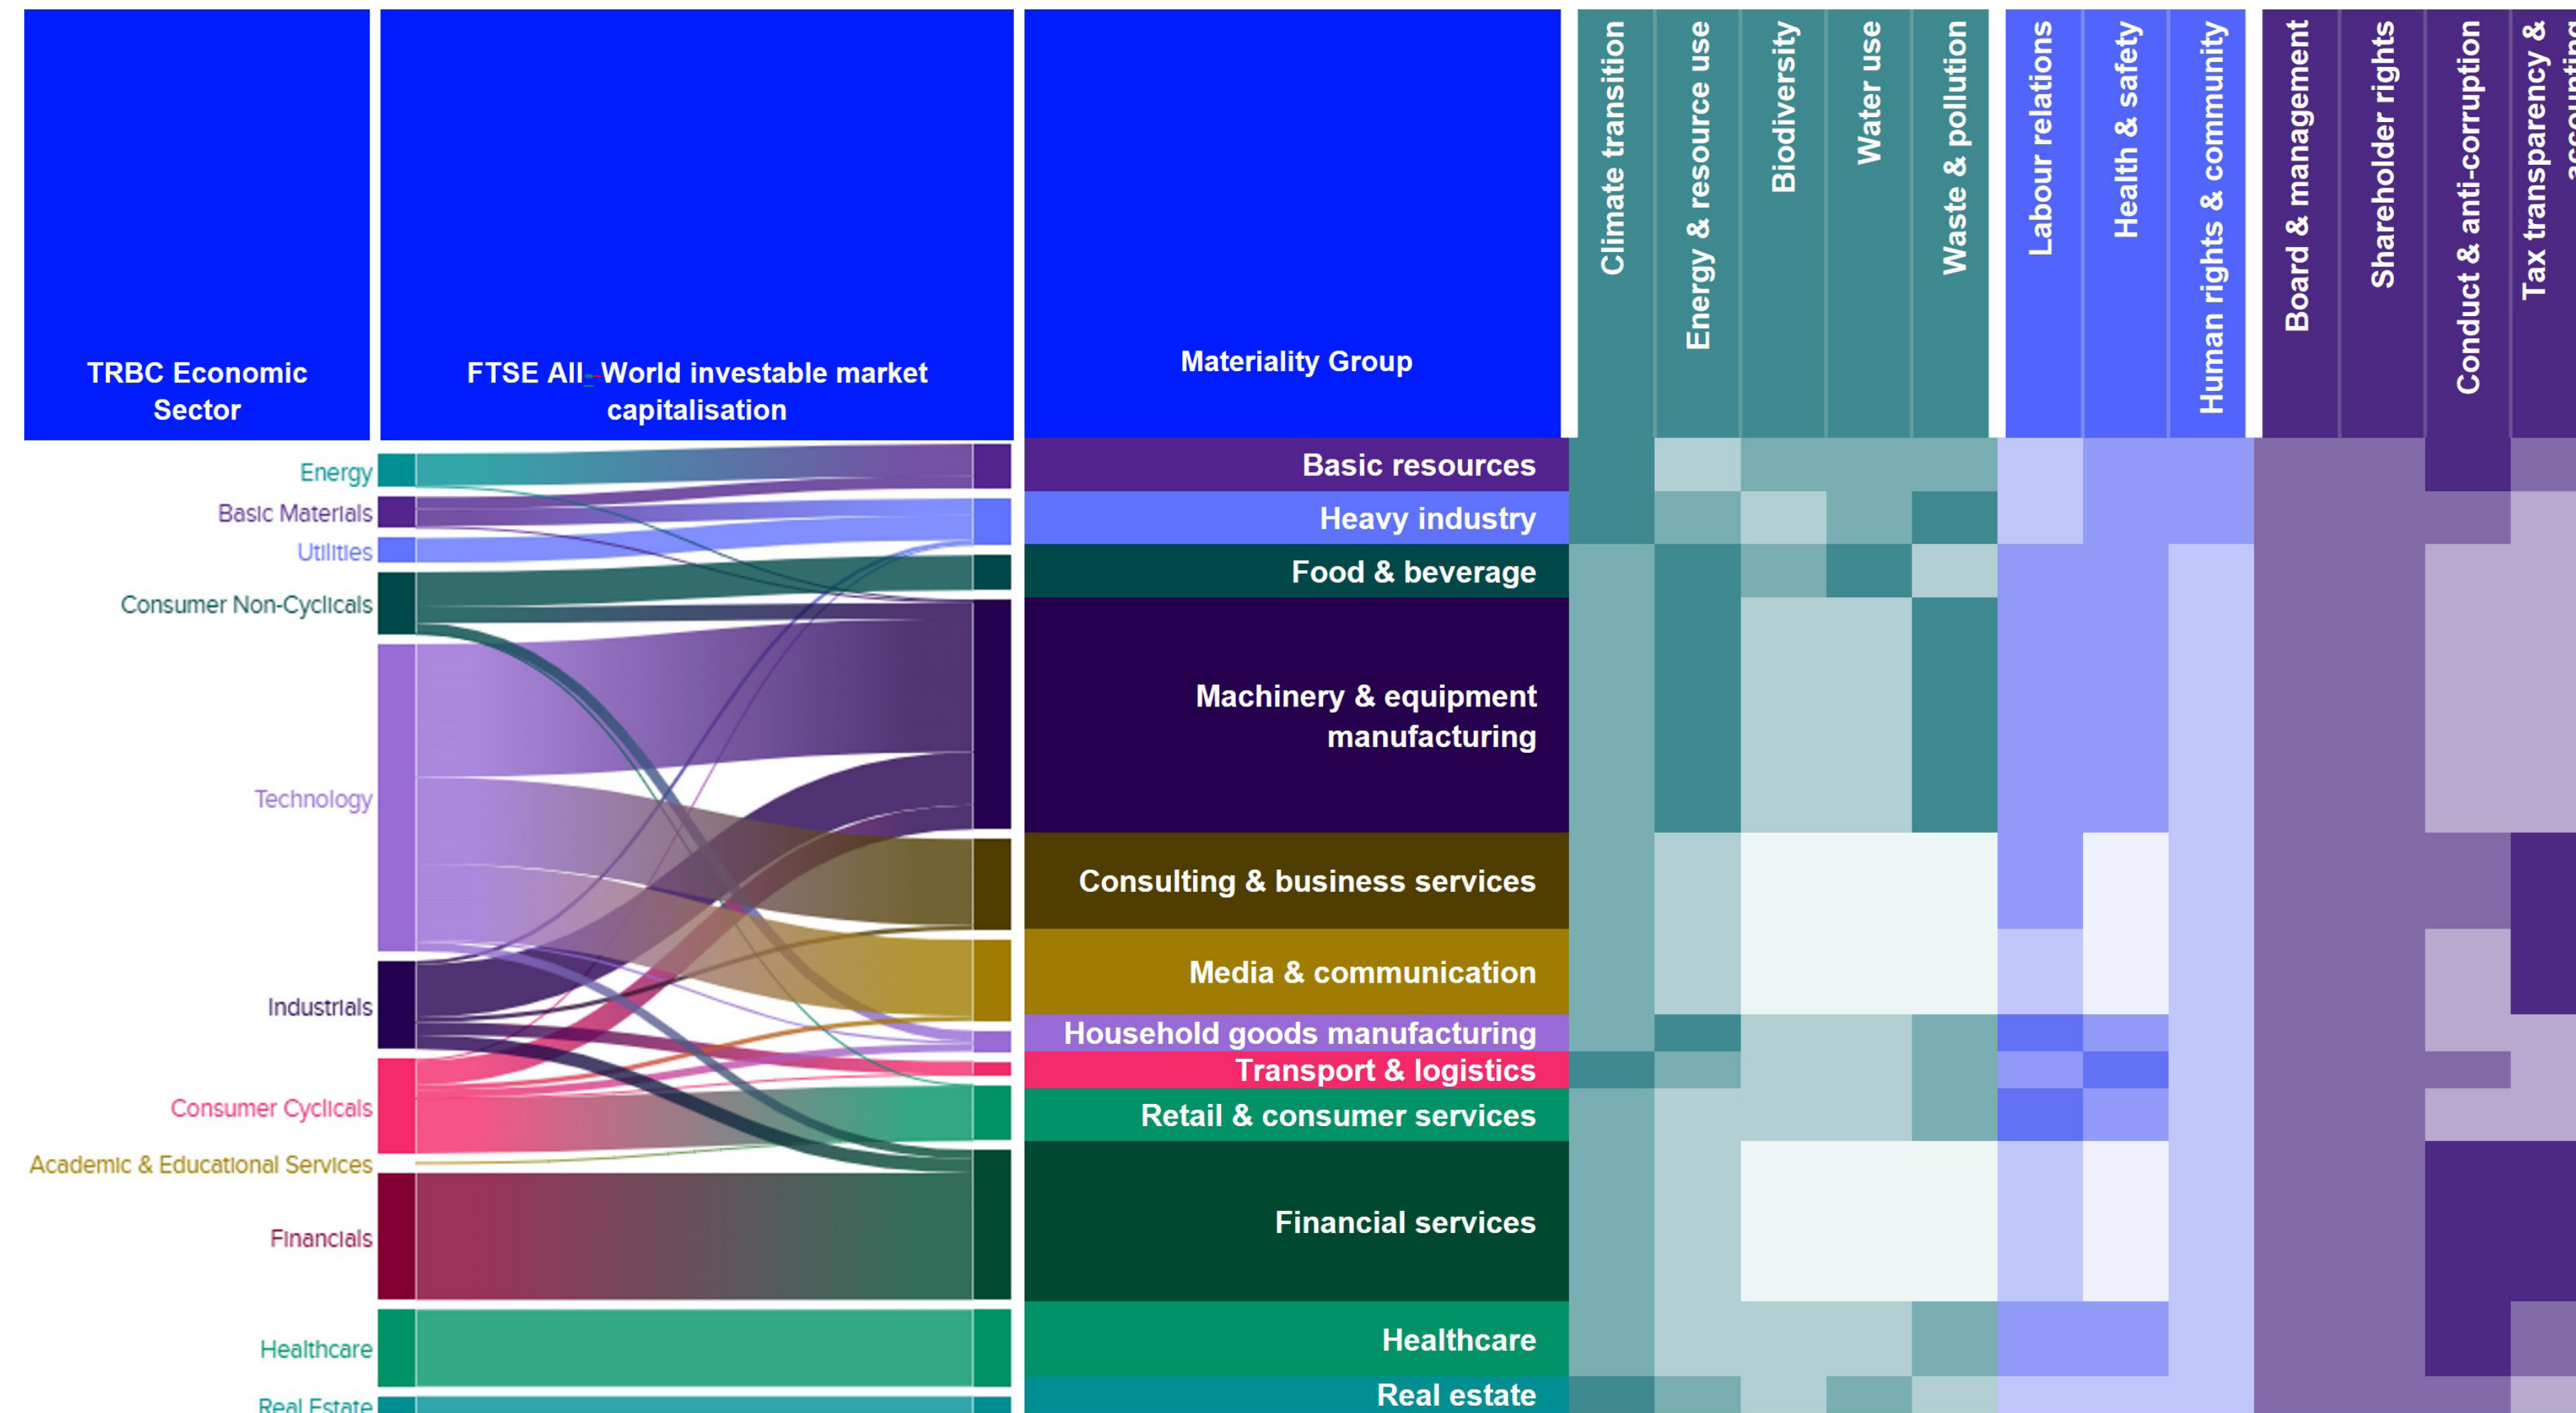 TRBC Economic
Sector
FTSE All--World investable market
capitalisation
Materiality Group
Climate transition
Energy & resource use
Biodiversity
Water use
Waste & pollution
Labour relations
Health & safety
Human rights & community
Board & management
Shareholder rights
Conduct & anti-corruption
Tax transparency &
accounting
Energy
Basic Materials
Utilities
Consumer Non-Cyclicals
Technology
Industrials
Consumer Cyclicals
Academic & Educational Services
Financials
Healthcare
Real Estate
Basic resources
Heavy industry
Food & beverage
Machinery & equipment
manufacturing
Consulting & business services
Media & communication
Household goods manufacturing
Transport & logistics
Retail & consumer services
Financial services
Healthcare
Real estate